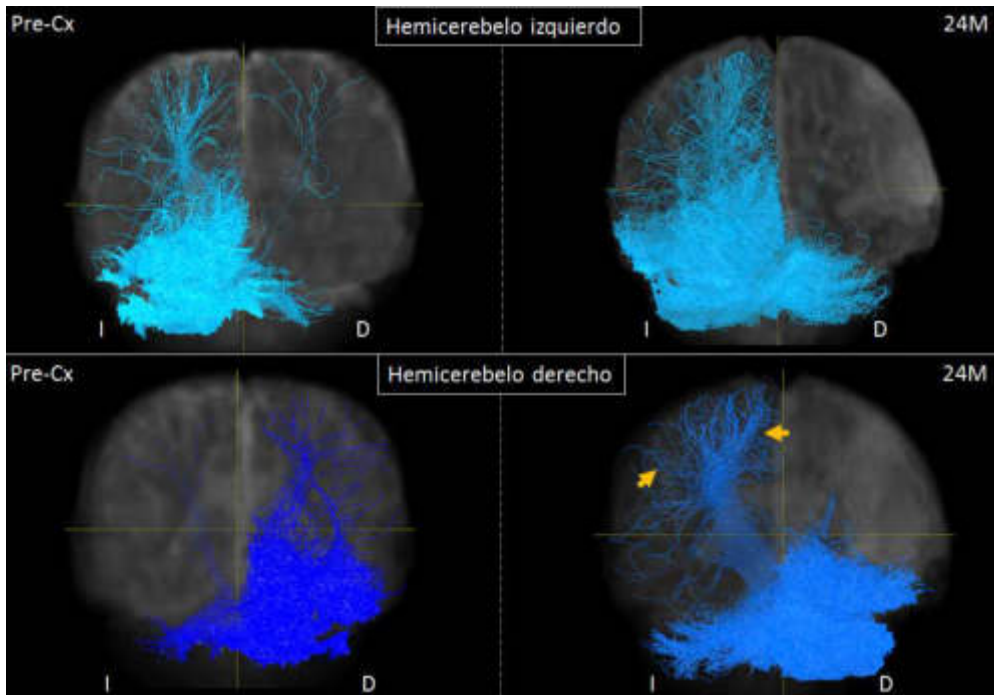 Pre-Cx
Hemicerebelo izquierdo
24M
I
D
I
D
Pre-Cx
Hemicerebelo derecho
24M
I
D
I
D